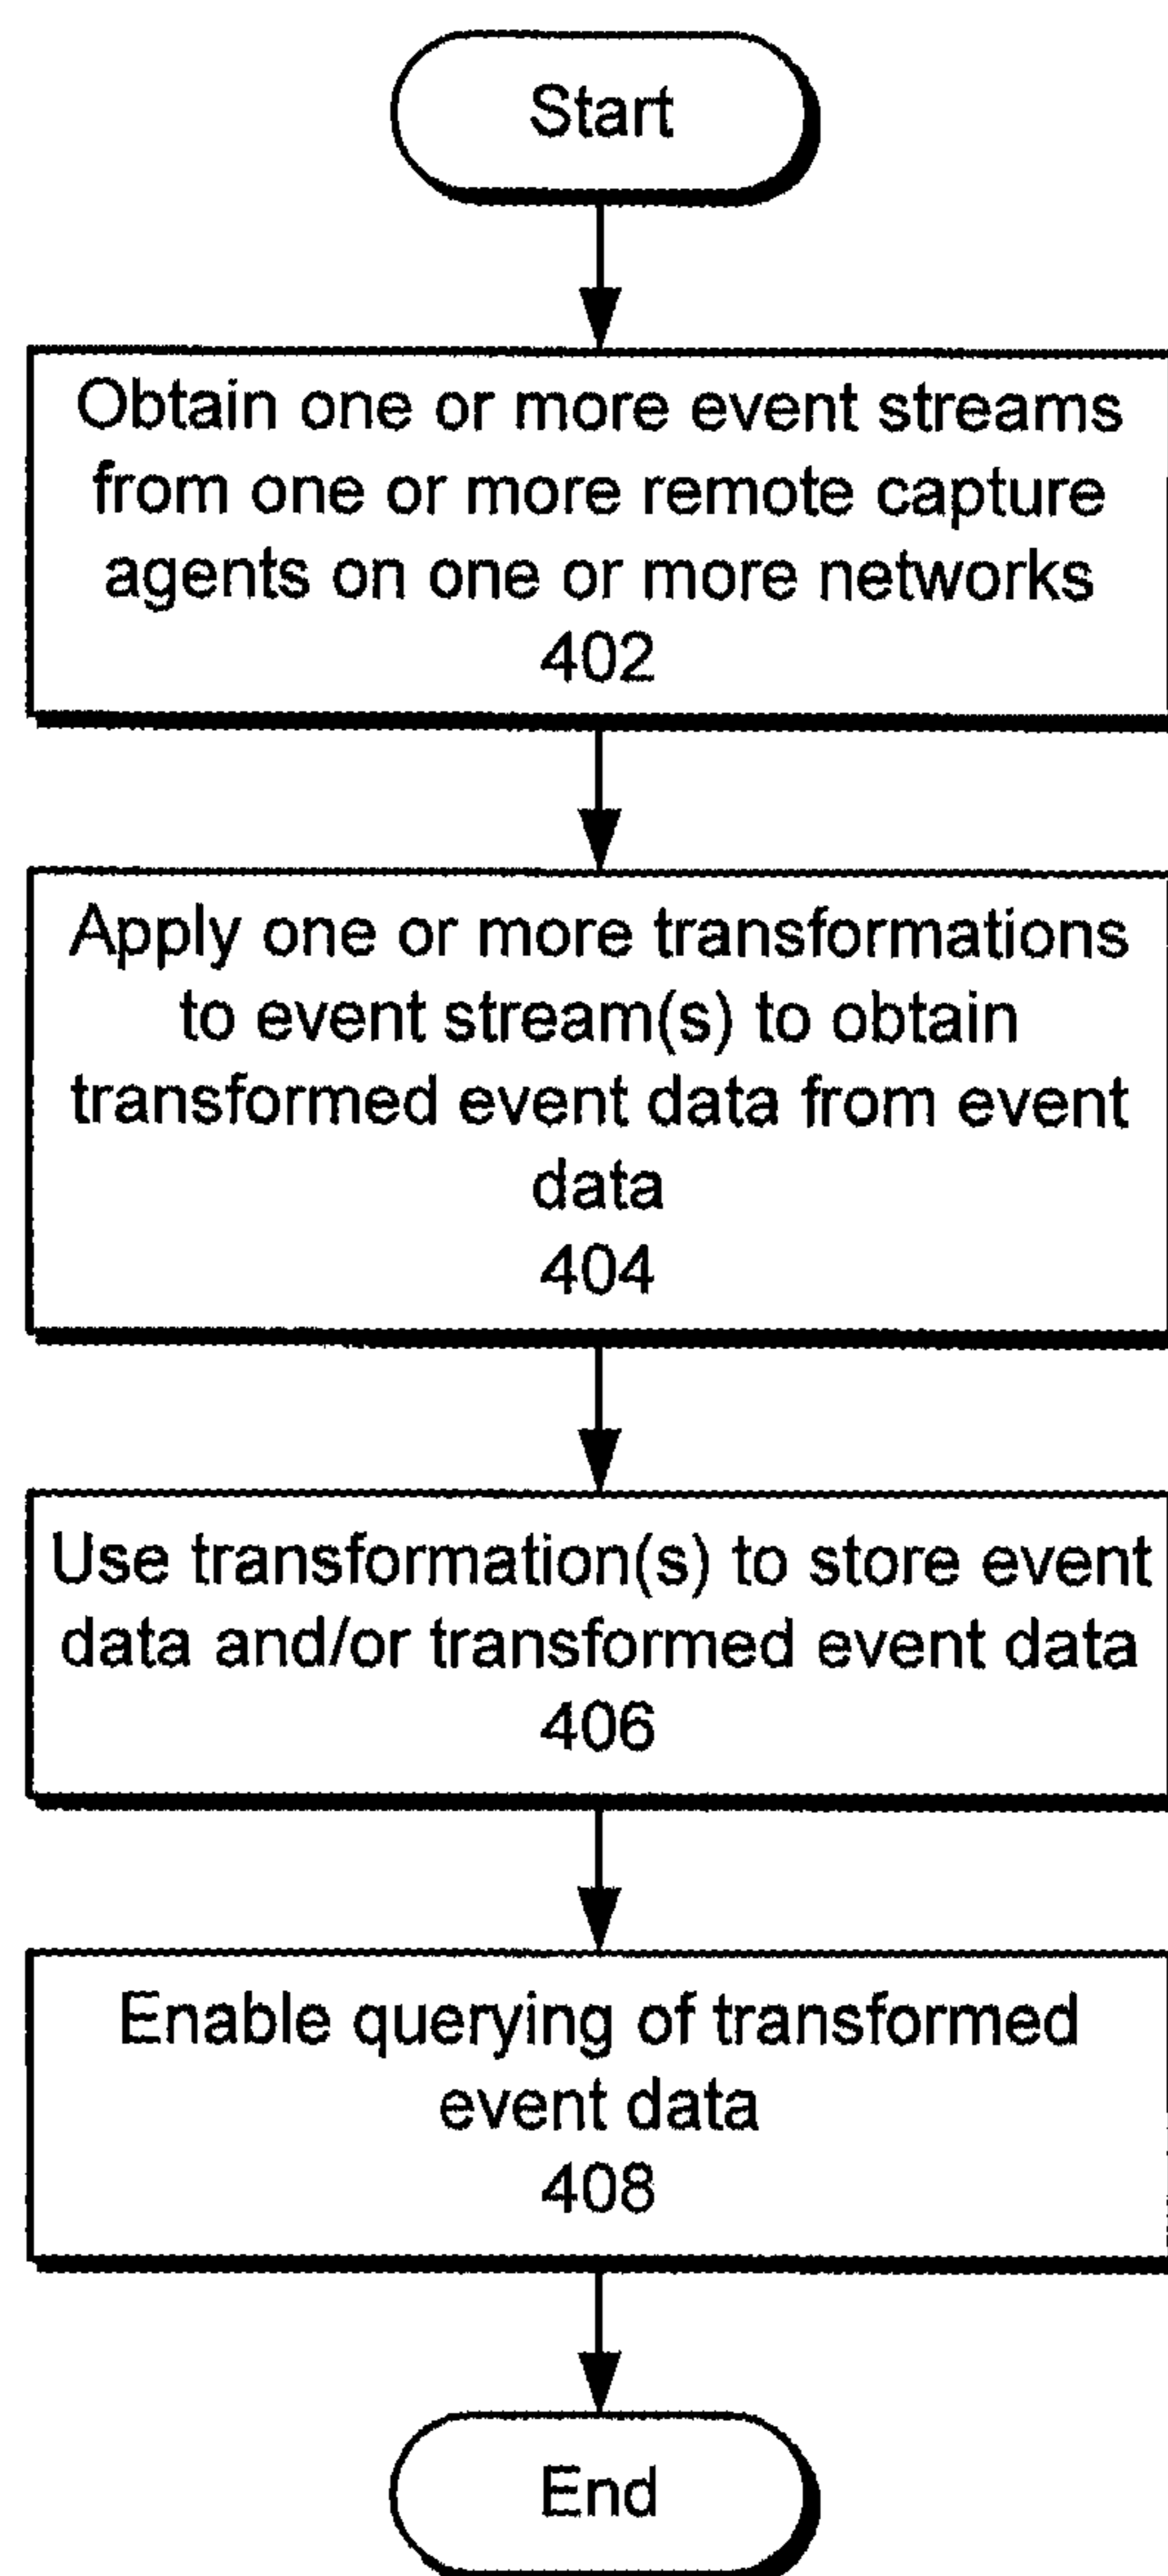 Start
Obtain one or more event streams
from one or more remote capture
agents on one or more networks
402
Apply one or more transformations
to event stream(s) to obtain
transformed event data from event
data
404
Use transformation(s) to store event
data and/or transformed event data
406
Enable querying of transformed
event data
408
End